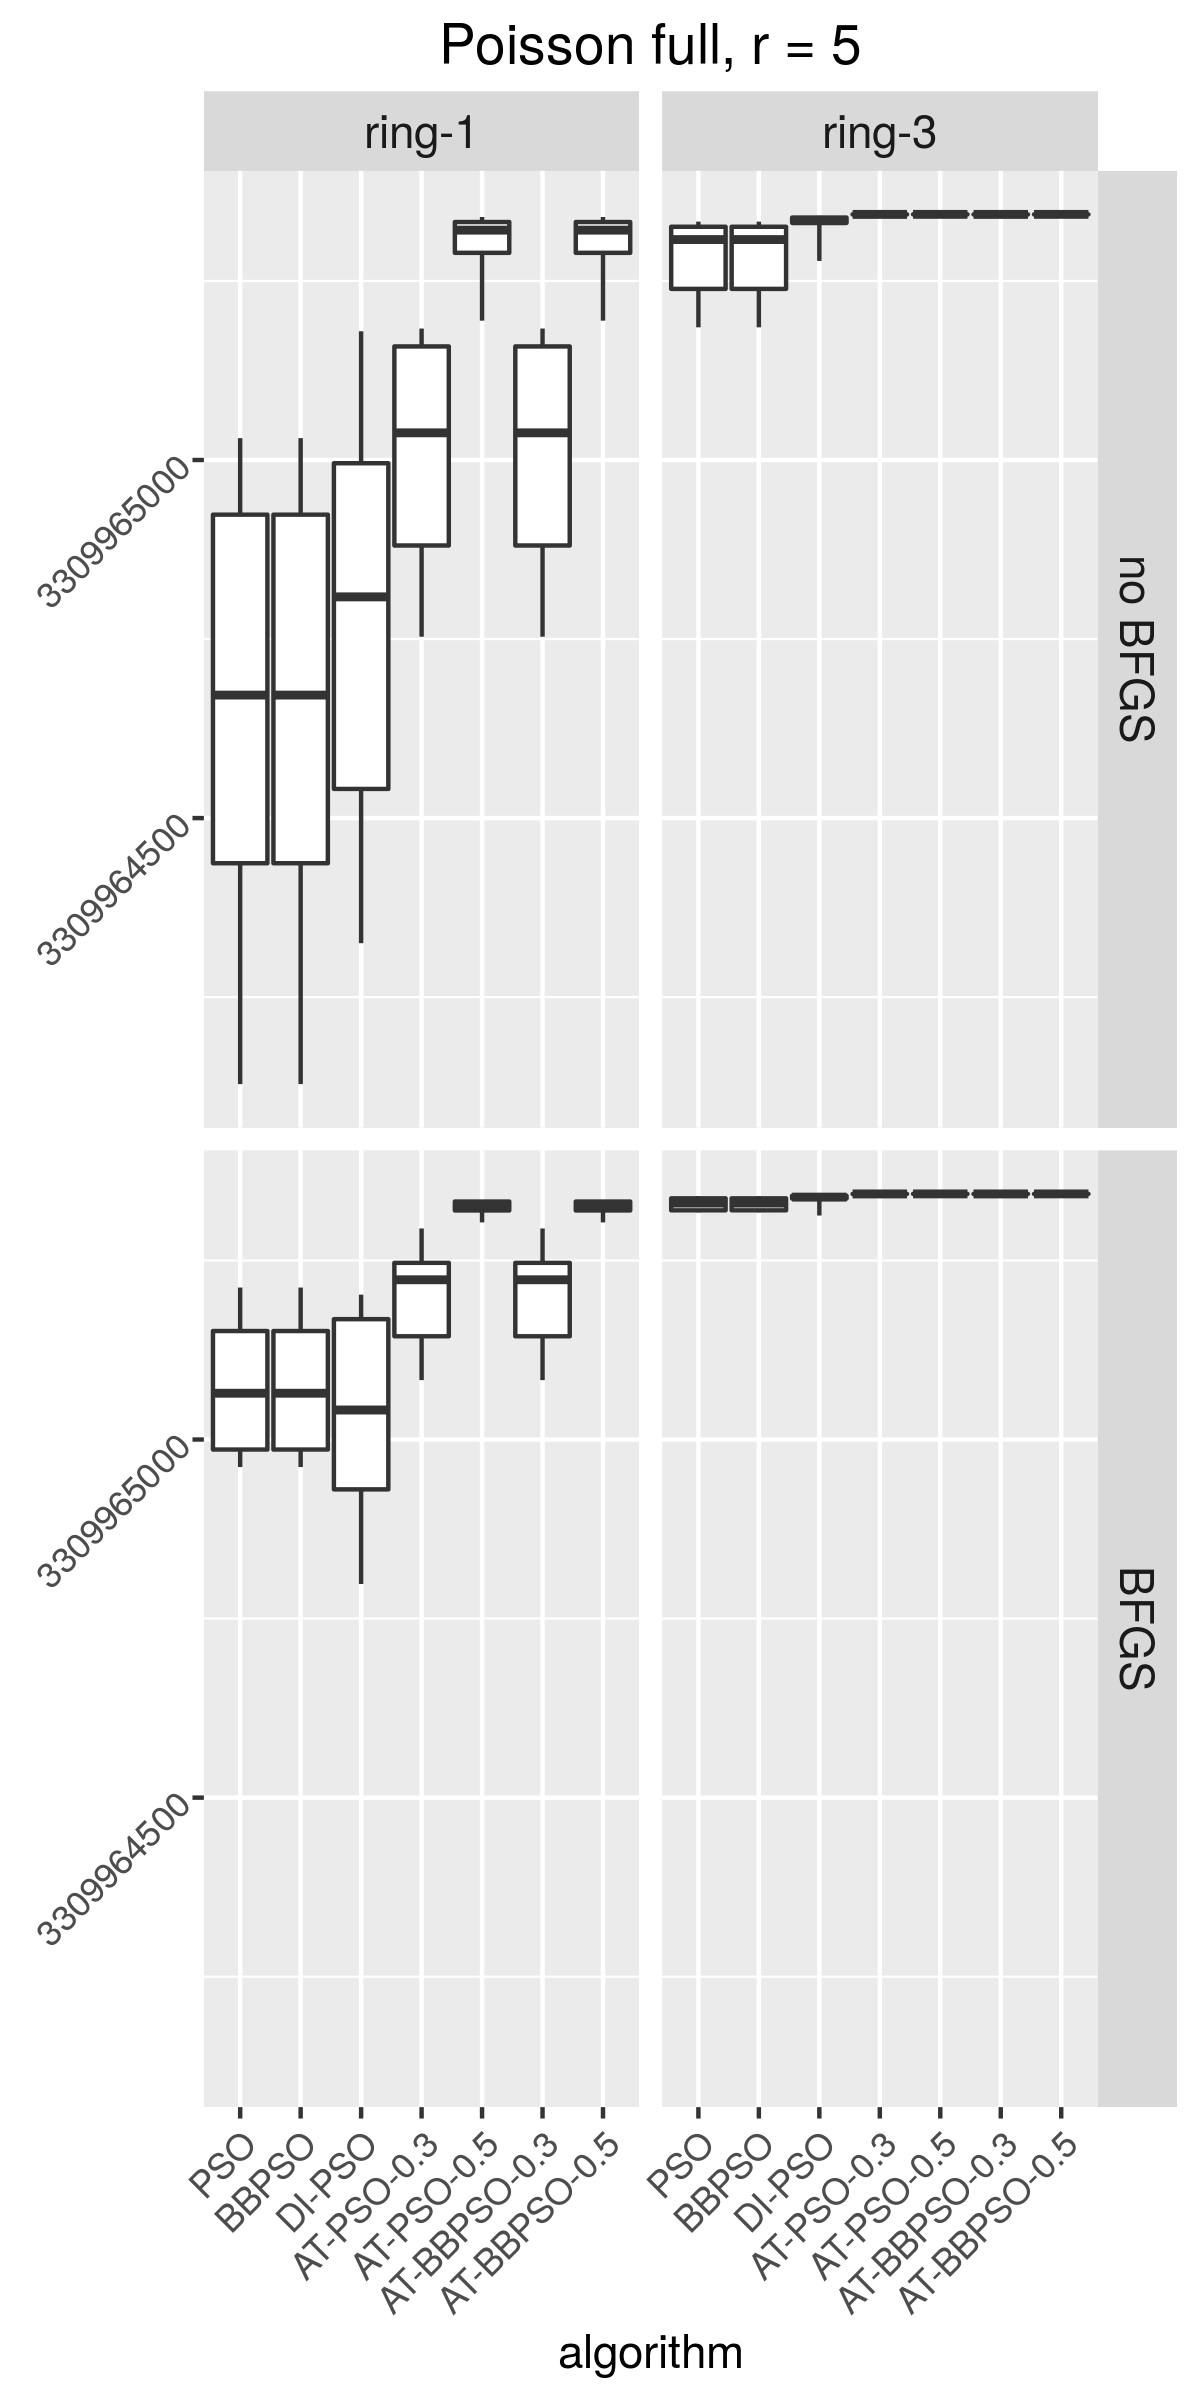 Poisson full, r = 5
ring-1
ring-3
no BFGS
3309965000
3309964500
BFGS
3309965000
3309964500
PSO
BBPSO
DI-PSO
AT-PSO-0.3
AT-PSO-0.5
AT-BBPSO-0.3
AT-BBPSO-0.5
PSO
BBPSO
DI-PSO
AT-PSO-0.3
AT-PSO-0.5
AT-BBPSO-0.3
AT-BBPSO-0.5
algorithm